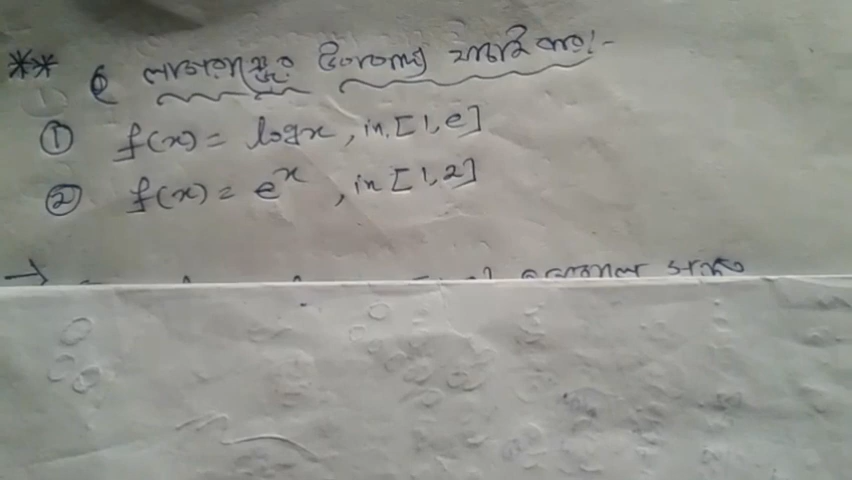 ** লাগ্রাঞ্জের উপপাদ্য যাচাই কর:-
① f(x) = logx, in [1, e]
② f(x) = e^x, in [1, 2]
→